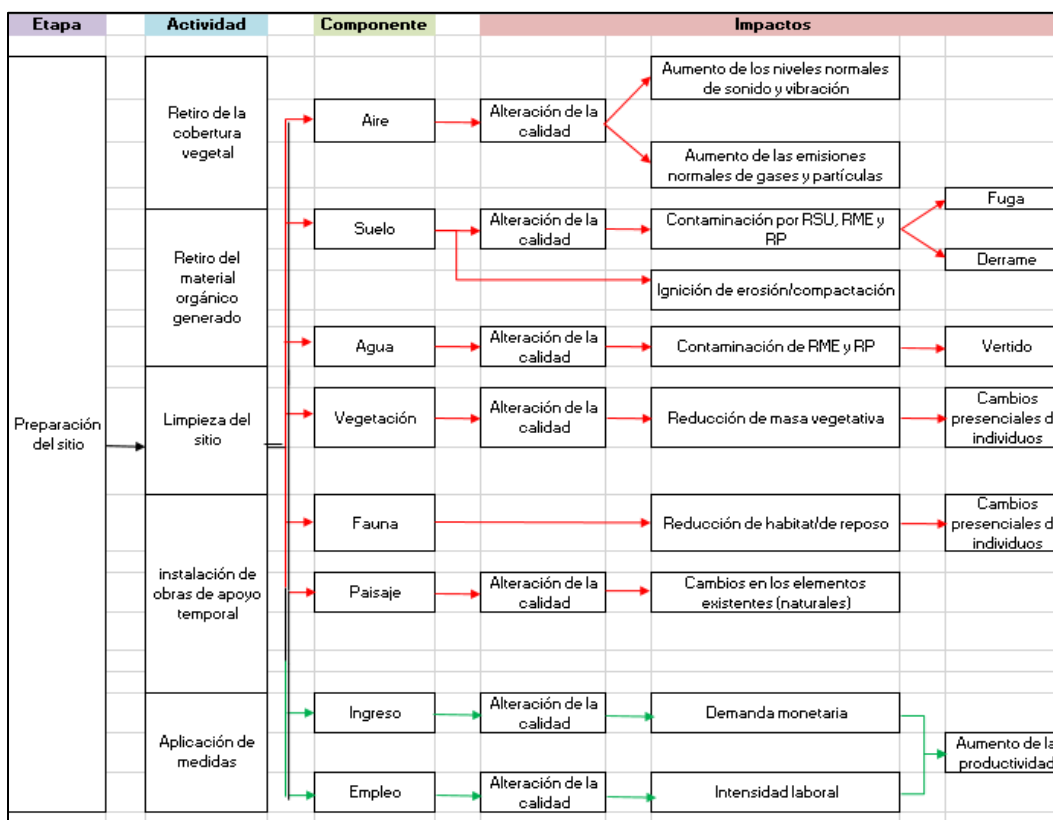 Etapa
Actividad
Componente
Impactos
Preparación
del sitio
Retiro de la
cobertura
vegetal
Retiro del
material
orgánico
generado
Limpieza del
sitio
instalación de
obras de apoyo
temporal
Aplicación de
medidas
Aire
Alteración de la
calidad
Aumento de los niveles normales
de sonido y vibración
Aumento de las emisiones
normales de gases y partículas
Suelo
Alteración de la
calidad
Contaminación por RSU, RME y
RP
Fuga
Derrame
Ignición de erosión/compactación
Agua
Alteración de la
calidad
Contaminación de RME y RP
Vertido
Vegetación
Alteración de la
calidad
Reducción de masa vegetativa
Cambios
presenciales d
individuos
Fauna
Reducción de habitat/de reposo
Cambios
presenciales d
individuos
Paisaje
Alteración de la
calidad
Cambios en los elementos
existentes (naturales)
Ingreso
Alteración de la
calidad
Demanda monetaria
Empleo
Alteración de la
calidad
Intensidad laboral
Aumento de la
productividad